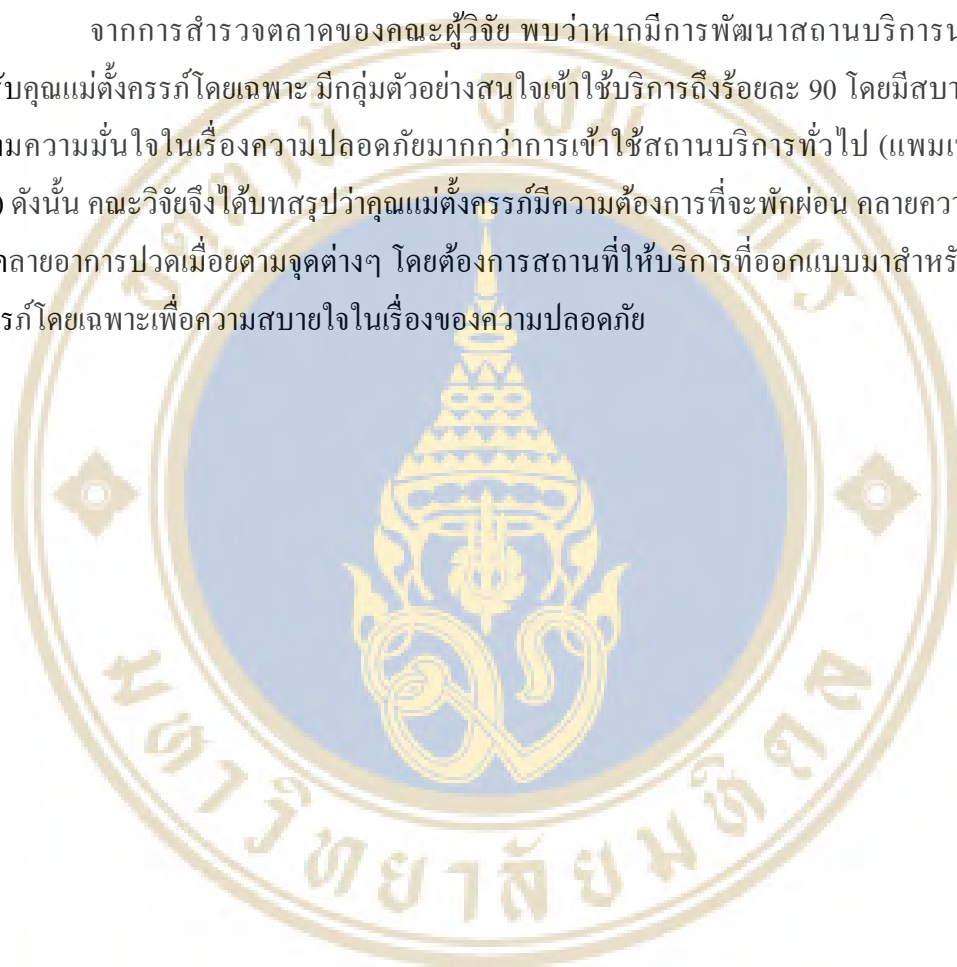 จากการสำรวจตลาดของคณะผู้วิจัย พบว่าหากมีการพัฒนาสถานบริการน
รับคุณแม่ตั้งครรภ์โดยเฉพาะ มีกลุ่มตัวอย่างสนใจเข้าใช้บริการถึงร้อยละ 90 โดยมีสบา
ามความมั่นใจในเรื่องความปลอดภัยมากกว่าการเข้าใช้สถานบริการทั่วไป (แพมเ
) ดังนั้น คณะวิจัยจึงได้บทสรุปว่าคุณแม่ตั้งครรภ์มีความต้องการที่จะพักผ่อน คลายควา
คลายอาการปวดเมื่อยตามจุดต่างๆ โดยต้องการสถานที่ให้บริการที่ออกแบบมาสำหรั
รภ์โดยเฉพาะเพื่อความสบายใจในเรื่องของความปลอดภัย
มหาวิทยาลัยมหิดล